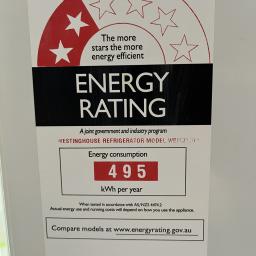 The more
stars the more
energy efficient
ENERGY
RATING
A joint government and industry program
WESTINGHOUSE REFRIGERATOR MODEL
Energy consumption
495
kWh per year
When tested in accordance with AS/NZS 4474.2
Actual energy use and running costs will depend on how you use the appliance.
Compare models at www.energyrating.gov.au